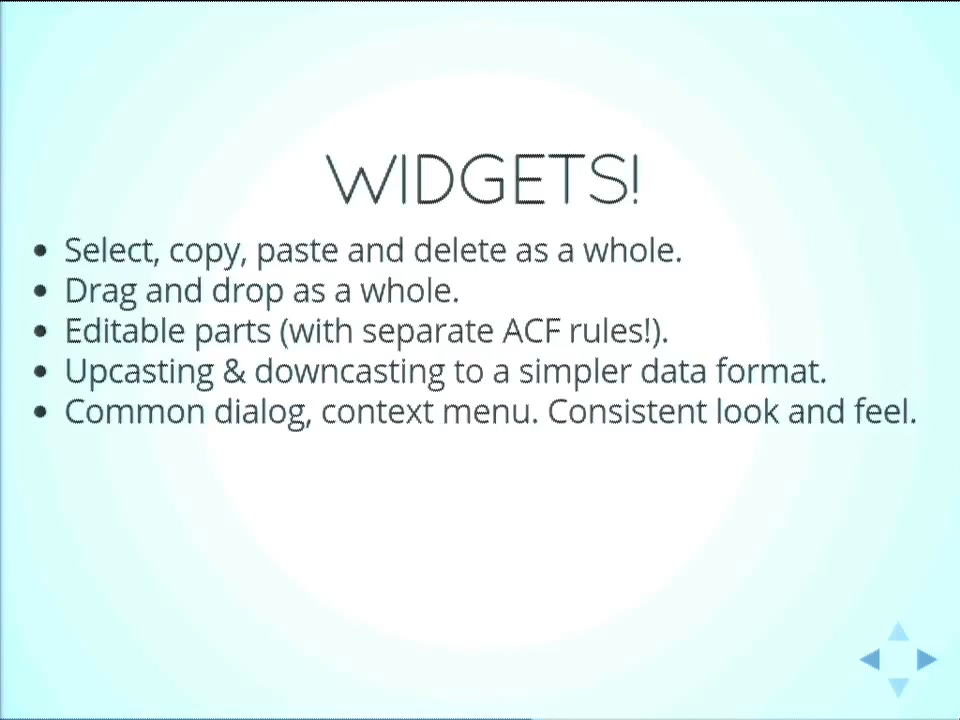 WIDGETS!
Select, copy, paste and delete as a whole.
Drag and drop as a whole.
Editable parts (with separate ACF rules!).
Upcasting & downcasting to a simpler data format.
Common dialog, context menu. Consistent look and feel.